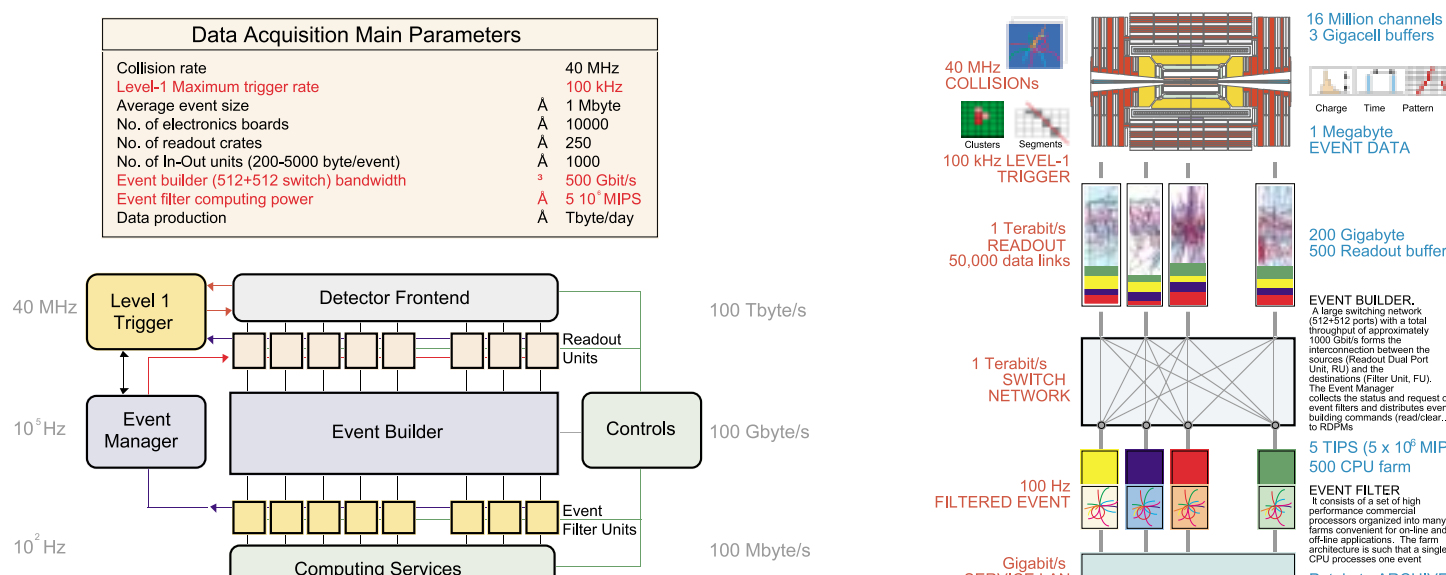 Data Acquisition Main Parameters
Collision rate 40 MHz
Level-1 Maximum trigger rate 100 kHz
Average event size Å 1 Mbyte
No. of electronics boards Å 10000
No. of readout crates Å 250
No. of In-Out units (200-5000 byte/event) Å 1000
Event builder (512+512 switch) bandwidth ³ 500 Gbit/s
Event filter computing power Å 5 10⁶ MIPS
Data production Å Tbyte/day
40 MHz
Level 1
Trigger
Detector Frontend
100 Tbyte/s
Readout
Units
10⁵ Hz
Event
Manager
Event Builder
Controls
100 Gbyte/s
Event
Filter Units
10² Hz
Computing Services
100 Mbyte/s
40 MHz
COLLISIONs
Clusters
Segments
100 kHz LEVEL-1
TRIGGER
16 Million channels
3 Gigacell buffers
Charge
Time
Pattern
1 Megabyte
EVENT DATA
1 Terabit/s
READOUT
50,000 data links
200 Gigabyte
500 Readout buffer
EVENT BUILDER.
A large switching network
(512+512 ports) with a total
throughput of approximately
1000 Gbit/s forms the
interconnection between the
sources (Readout Dual Port
Unit, RU) and the
destinations (Filter Unit, FU).
The Event Manager
collects the status and request
event filters and distributes
building commands (read/clear..
to RDPMs
1 Terabit/s
SWITCH
NETWORK
5 TIPS (5 x 10⁶
500 CPU farm
100 Hz
FILTERED EVENT
EVENT FILTER
It consists of a set of high
performance commercial
processors organized into many
farms convenient for on-line and
off-line applications. The farm
architecture is such that a single
CPU processes one event
Gigabit/s
SERVICE LAN